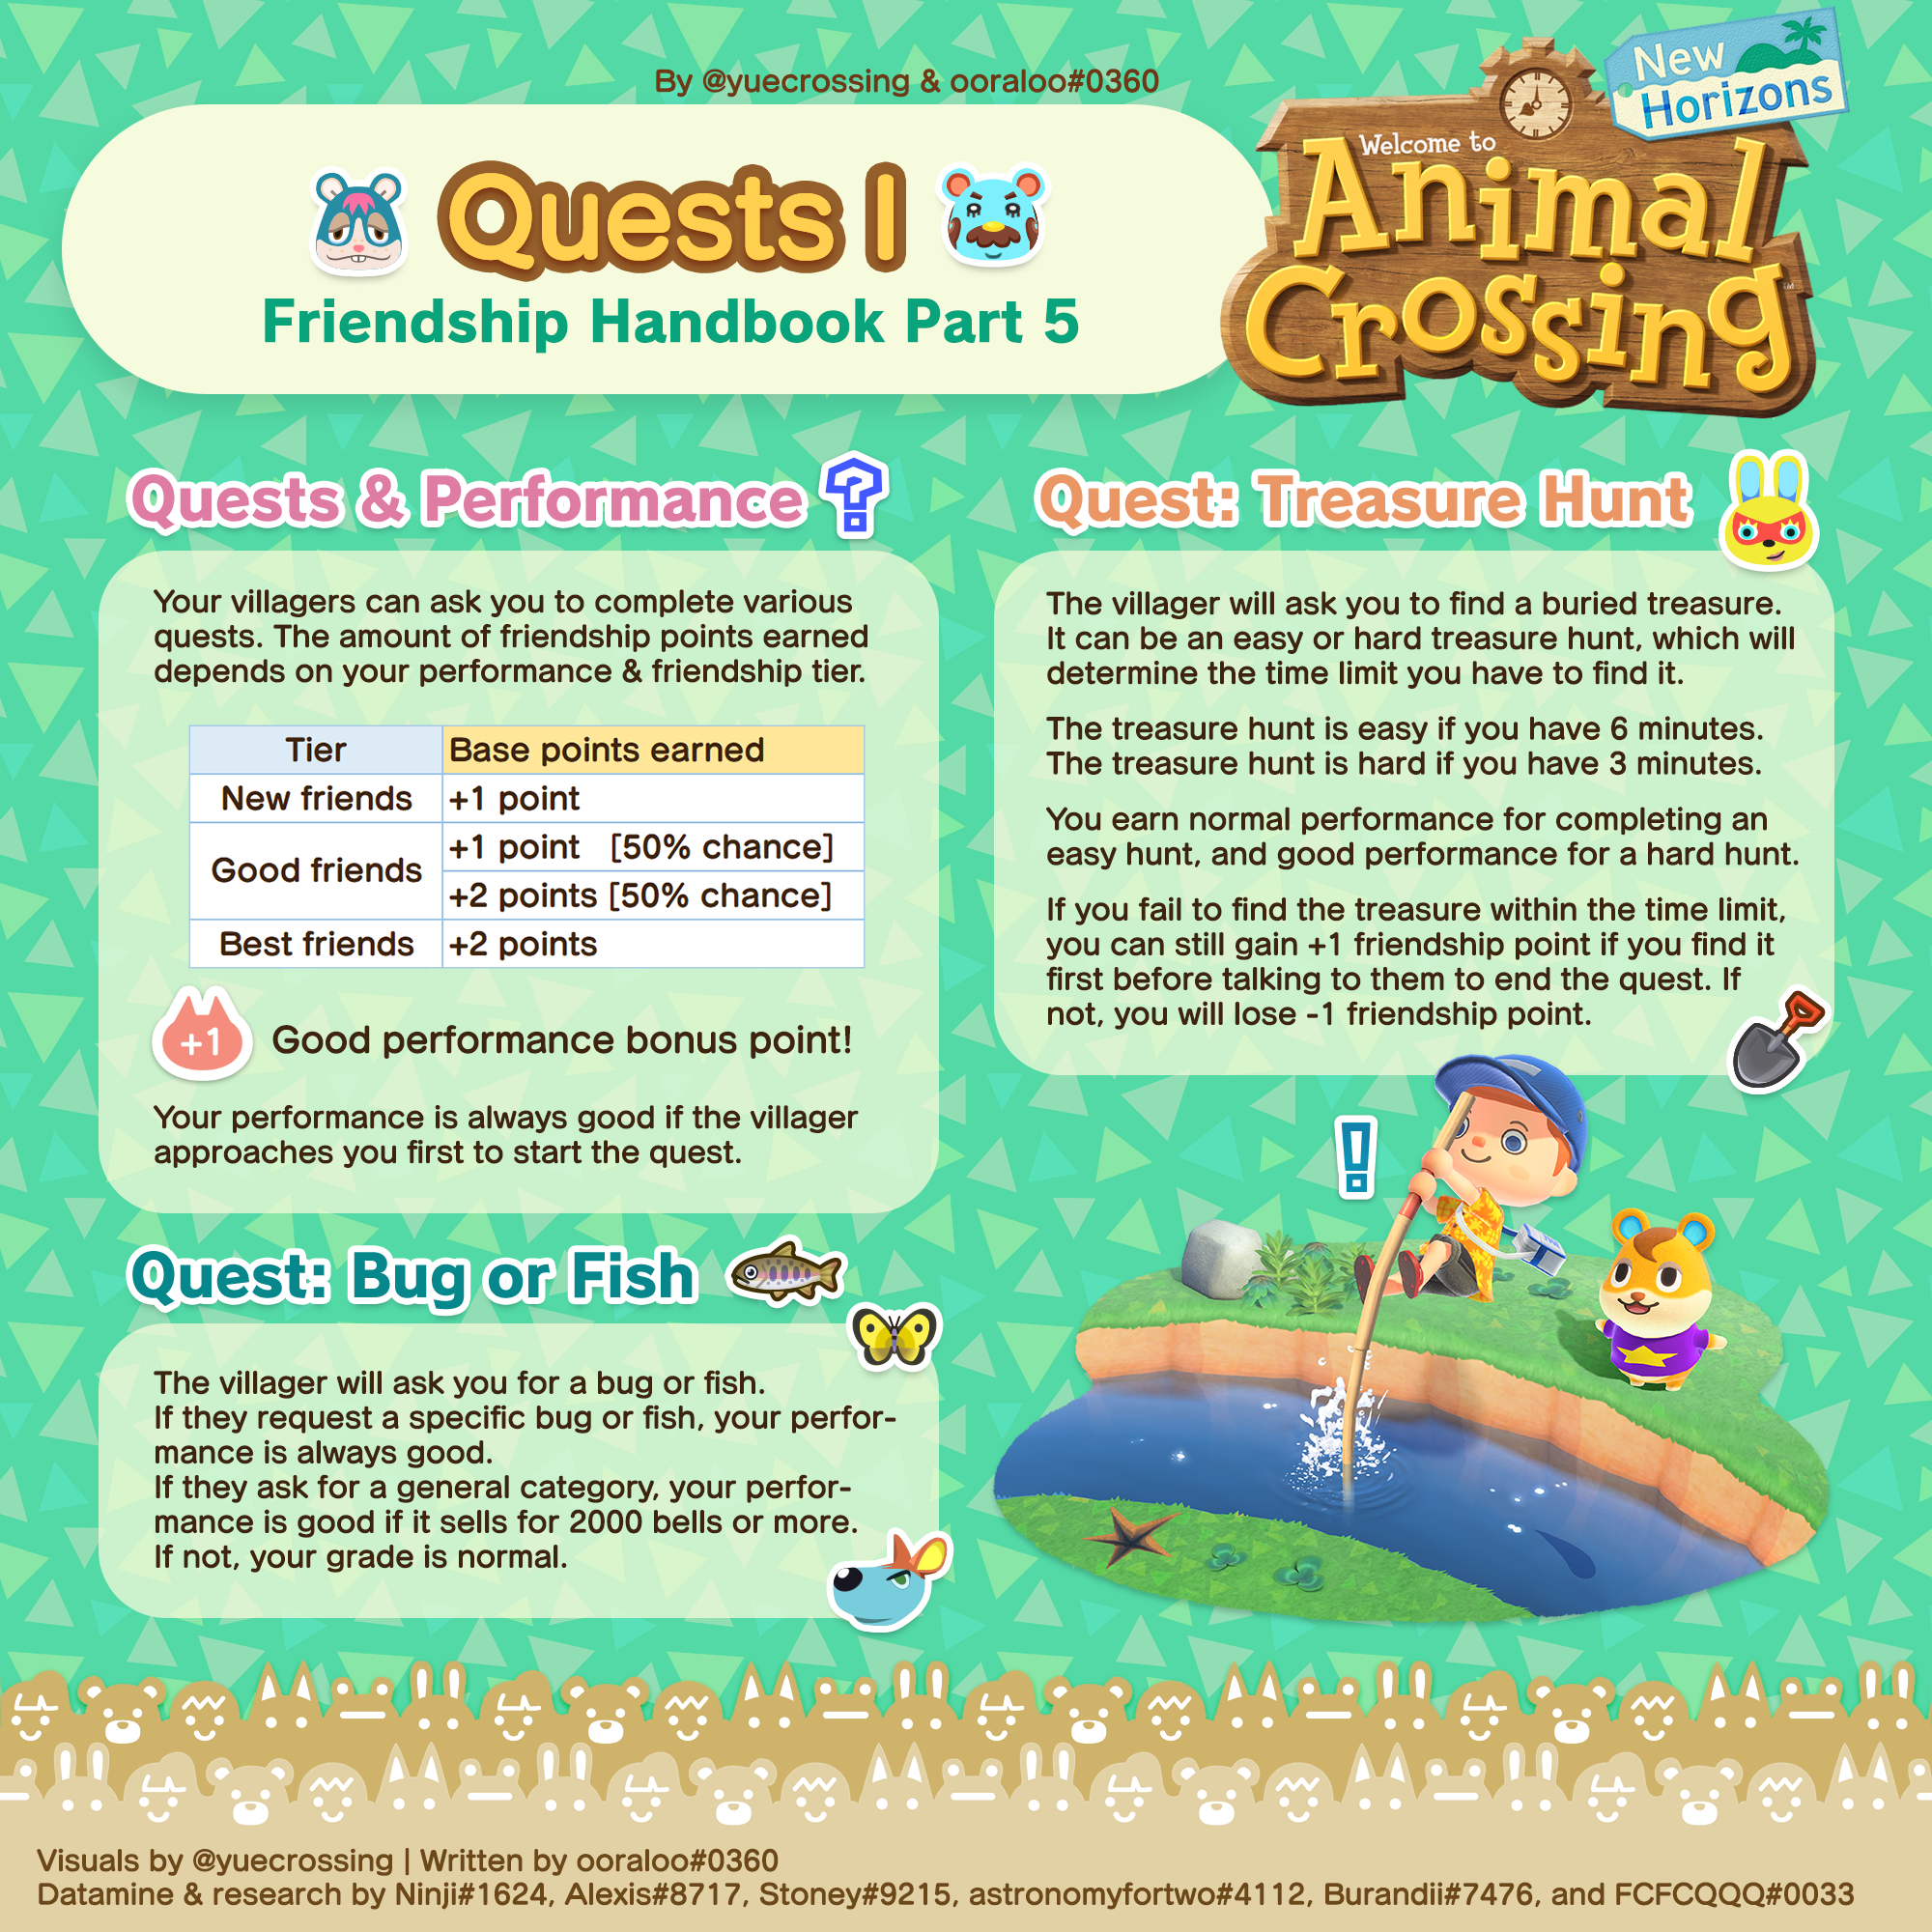 By @yuecrossing & ooraloo#0360
Quests I
Friendship Handbook Part 5
New
Horizons
Welcome to
Animal
Crossing
™
Quests & Performance
Your villagers can ask you to complete various
quests. The amount of friendship points earned
depends on your performance & friendship tier.
Tier Base points earned
New friends +1 point
Good friends +1 point [50% chance]
+2 points [50% chance]
Best friends +2 points
+1 Good performance bonus point!
Your performance is always good if the villager
approaches you first to start the quest.
Quest: Bug or Fish
The villager will ask you for a bug or fish.
If they request a specific bug or fish, your perfor-
mance is always good.
If they ask for a general category, your perfor-
mance is good if it sells for 2000 bells or more.
If not, your grade is normal.
Quest: Treasure Hunt
The villager will ask you to find a buried treasure.
It can be an easy or hard treasure hunt, which will
determine the time limit you have to find it.
The treasure hunt is easy if you have 6 minutes.
The treasure hunt is hard if you have 3 minutes.
You earn normal performance for completing an
easy hunt, and good performance for a hard hunt.
If you fail to find the treasure within the time limit,
you can still gain +1 friendship point if you find it
first before talking to them to end the quest. If
not, you will lose -1 friendship point.
Visuals by @yuecrossing | Written by ooraloo#0360
Datamine & research by Ninji#1624, Alexis#8717, Stoney#9215, astronomyfortwo#4112, Burandii#7476, and FCFCQQQ#0033